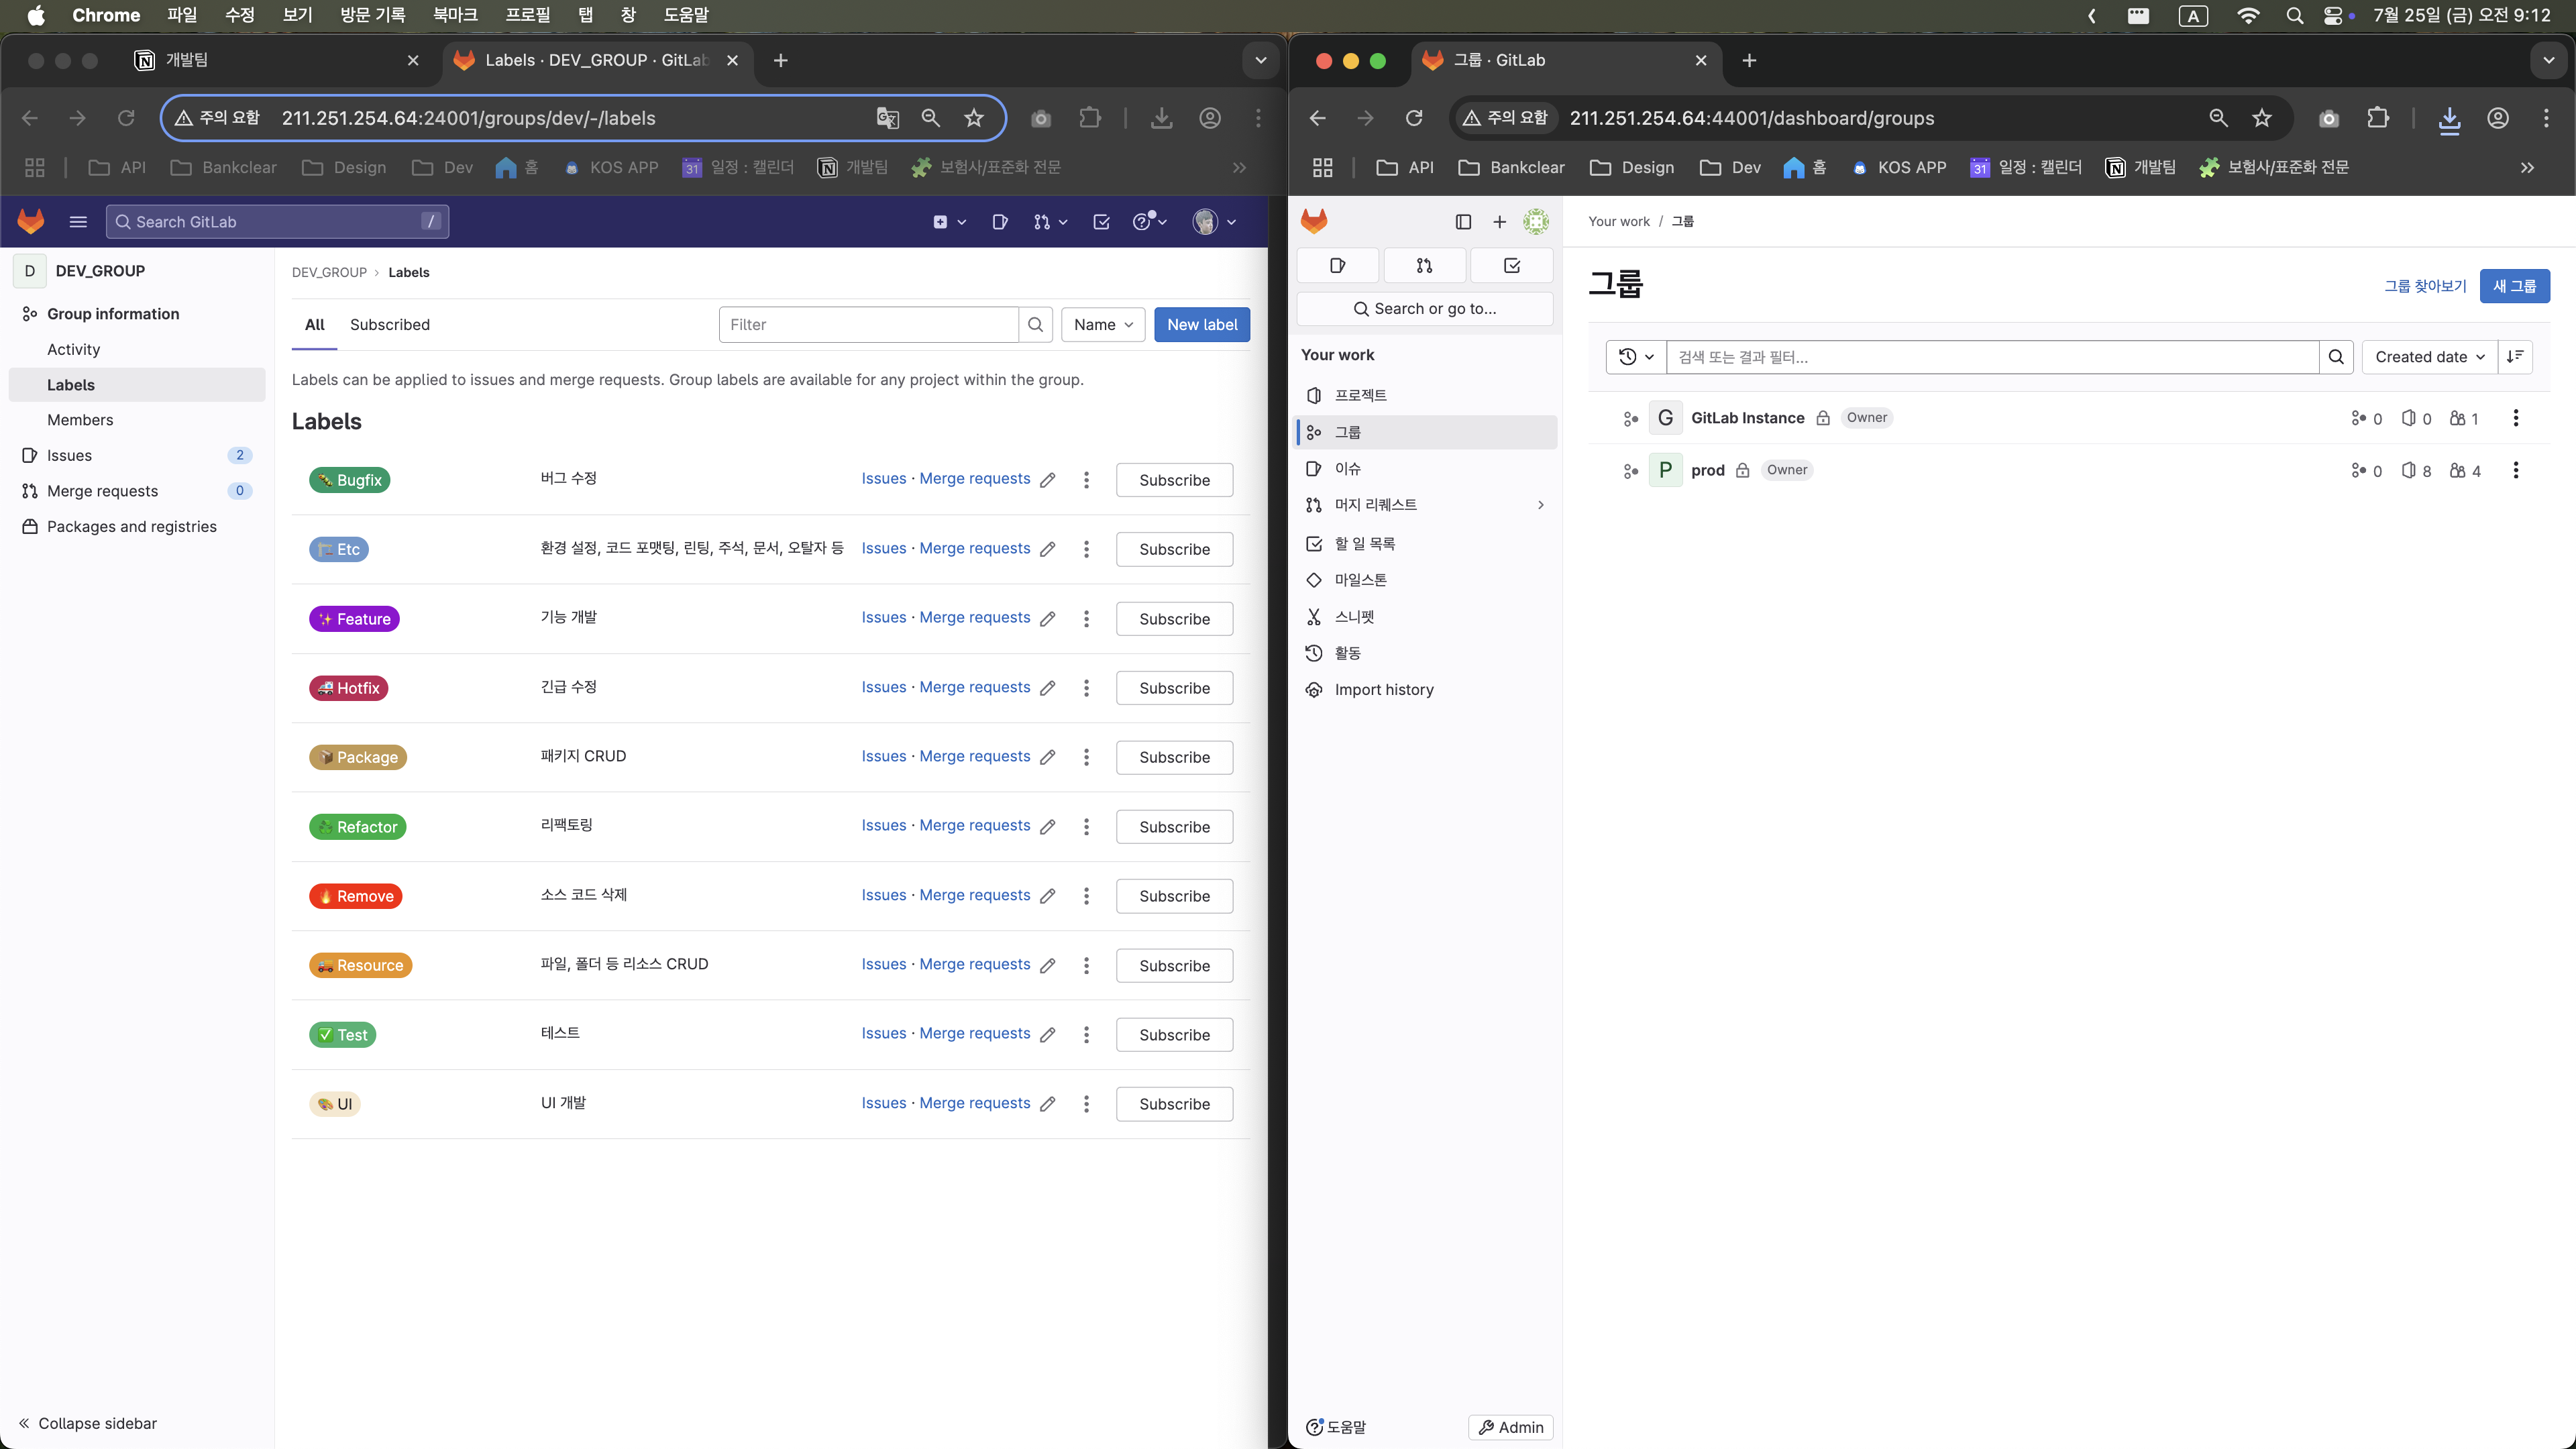 Chrome 파일 수정 보기 방문 기록 북마크 프로필 탭 창 도움말
A 7월 25일 (금) 오전 9:12
개발팀
Labels · DEV_GROUP · GitLab
주의 요함 211.251.254.64:24001/groups/dev/-/labels
API Bankclear Design Dev 홈 KOS APP 31 일정 : 캘린더 개발팀 보험사/표준화 전문
Search GitLab /
D DEV_GROUP
Group information
Activity
Labels
Members
Issues 2
Merge requests 0
Packages and registries
Collapse sidebar
DEV_GROUP > Labels
All Subscribed Filter Name New label
Labels can be applied to issues and merge requests. Group labels are available for any project within the group.
Labels
Bugfix 버그 수정 Issues · Merge requests Subscribe
Etc 환경 설정, 코드 포맷팅, 린팅, 주석, 문서, 오탈자 등 Issues · Merge requests Subscribe
Feature 기능 개발 Issues · Merge requests Subscribe
Hotfix 긴급 수정 Issues · Merge requests Subscribe
Package 패키지 CRUD Issues · Merge requests Subscribe
Refactor 리팩토링 Issues · Merge requests Subscribe
Remove 소스 코드 삭제 Issues · Merge requests Subscribe
Resource 파일, 폴더 등 리소스 CRUD Issues · Merge requests Subscribe
Test 테스트 Issues · Merge requests Subscribe
UI UI 개발 Issues · Merge requests Subscribe
그룹 · GitLab
주의 요함 211.251.254.64:44001/dashboard/groups
API Bankclear Design Dev 홈 KOS APP 31 일정 : 캘린더 개발팀 보험사/표준화 전문
Search or go to...
Your work
프로젝트
그룹
이슈
머지 리퀘스트
할 일 목록
마일스톤
스니펫
활동
Import history
도움말 Admin
Your work / 그룹
그룹 그룹 찾아보기 새 그룹
검색 또는 결과 필터... Created date
G GitLab Instance Owner 0 0 1
P prod Owner 0 8 4